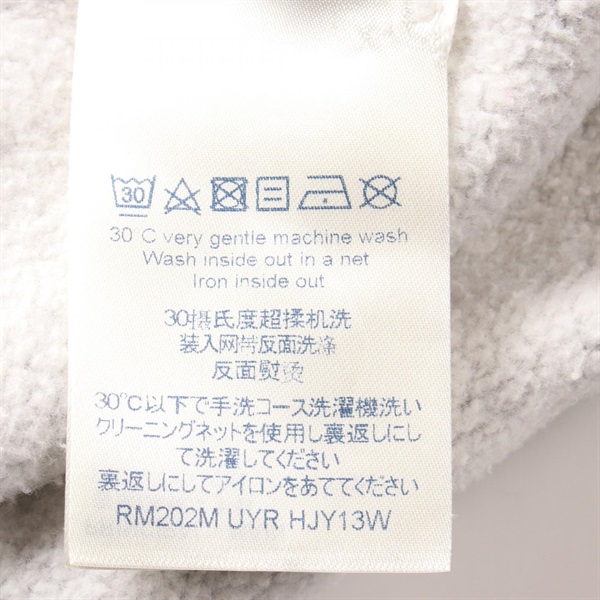 30
30 C very gentle machine wash
Wash inside out in a net
Iron inside out
30摄氏度超揉机洗
装入网带反面洗涤
反面熨烫
30℃以下で手洗コース洗濯機洗い
クリーニングネットを使用し裏返しにし
て洗濯してください
裏返しにしてアイロンをあててください
RM202M UYR HJY13W